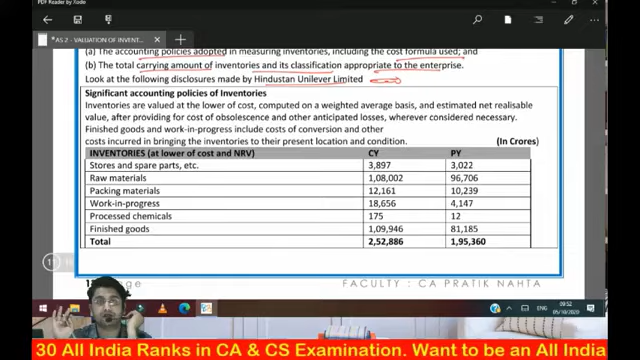 PDF Reader by Xodo
*AS 2 - VALUATION OF INVENT...
(a) The accounting policies adopted in measuring inventories, including the cost formula used; and
(b) The total carrying amount of inventories and its classification appropriate to the enterprise.
Look at the following disclosures made by Hindustan Unilever Limited
Significant accounting policies of Inventories
Inventories are valued at the lower of cost, computed on a weighted average basis, and estimated net realisable
value, after providing for cost of obsolescence and other anticipated losses, wherever considered necessary.
Finished goods and work-in-progress include costs of conversion and other
costs incurred in bringing the inventories to their present location and condition. (In Crores)
INVENTORIES (at lower of cost and NRV) CY PY
Stores and spare parts, etc. 3,897 3,022
Raw materials 1,08,002 96,706
Packing materials 12,161 10,239
Work-in-progress 18,656 4,147
Processed chemicals 175 12
Finished goods 1,09,946 81,185
Total 2,52,886 1,95,360
FACULTY : CA PRATIK NAHTA
ENG
09:52
05/10/2020
30 All India Ranks in CA & CS Examination. Want to be an All India